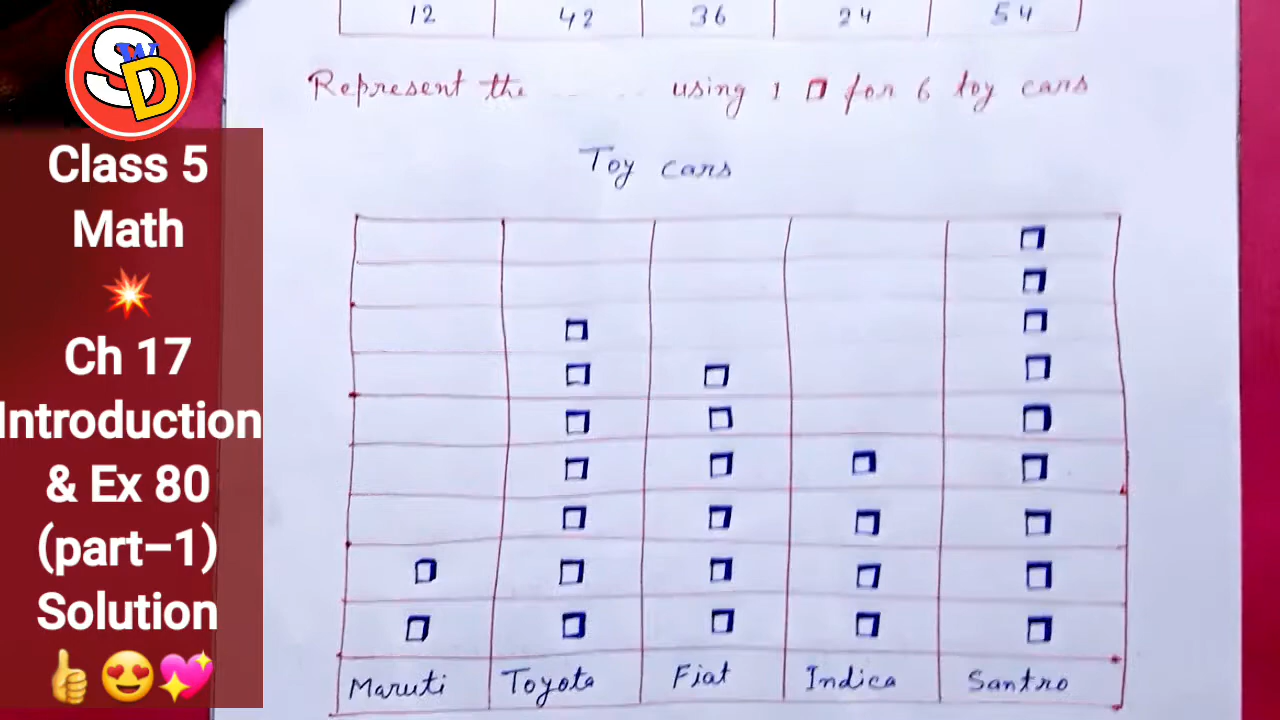 SWD
Class 5
Math
Ch 17
Introduction
& Ex 80
(part–1)
Solution
12 42 36 24 54
Represent the using 1 for 6 toy cars
Toy cars
Maruti Toyota Fiat Indica Santro